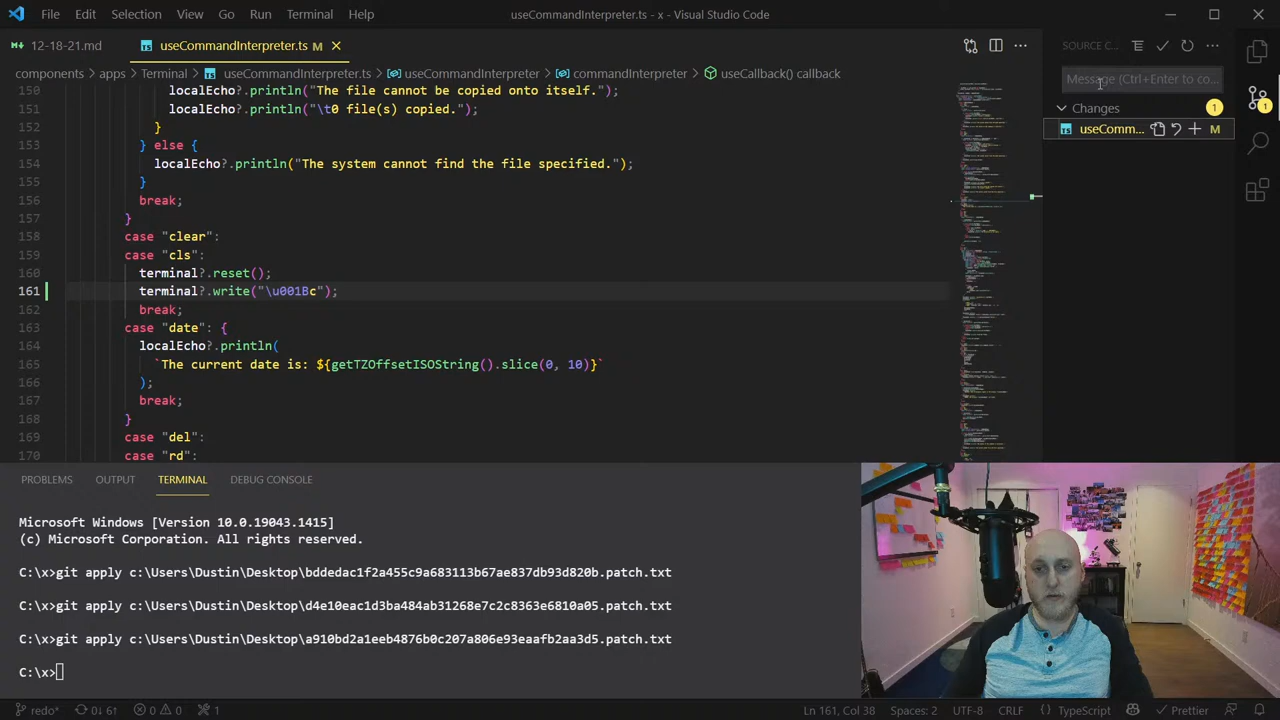 File Edit Selection View Go Run Terminal Help
useCommandInterpreter.ts - x - Visual Studio Code
12-18-21.md
useCommandInterpreter.ts M
SOURCE C...
components > apps > Terminal > useCommandInterpreter.ts > useCommandInterpreter > commandInterpreter > useCallback() callback
Message (Ctrl+Enter to co...
Changes 1
useComm... M
1
150 localEcho?.println("The file cannot be copied onto itself.");
151 localEcho?.println("\t0 file(s) copied.");
152 }
153 } else {
154 localEcho?.println("The system cannot find the file specified.");
155 }
156 break;
157 }
158 case "clear":
159 case "cls":
160 terminal?.reset();
161 terminal?.write("\u001Bc");
162 break;
163 case "date": {
164 localEcho?.println(
165 `The current date is: ${getTZOffsetISOString().slice(0, 10)}`
166 );
167 break;
168 }
169 case "del":
170 case "rd":
PROBLEMS OUTPUT TERMINAL DEBUG CONSOLE
Microsoft Windows [Version 10.0.19043.1415]
(c) Microsoft Corporation. All rights reserved.
C:\x>git apply c:\Users\Dustin\Desktop\bddedac1f2a455c9a683113b67ae837db93d820b.patch.txt
C:\x>git apply c:\Users\Dustin\Desktop\d4e10eac1d3ba484ab31268e7c2c8363e6810a05.patch.txt
C:\x>git apply c:\Users\Dustin\Desktop\a910bd2a1eeb4876b0c207a806e93eaafb2aa3d5.patch.txt
C:\x>
redo* 0↓ 6↑ 0 0 1
Ln 161, Col 38 Spaces: 2 UTF-8 CRLF { } TypeScript Prettier